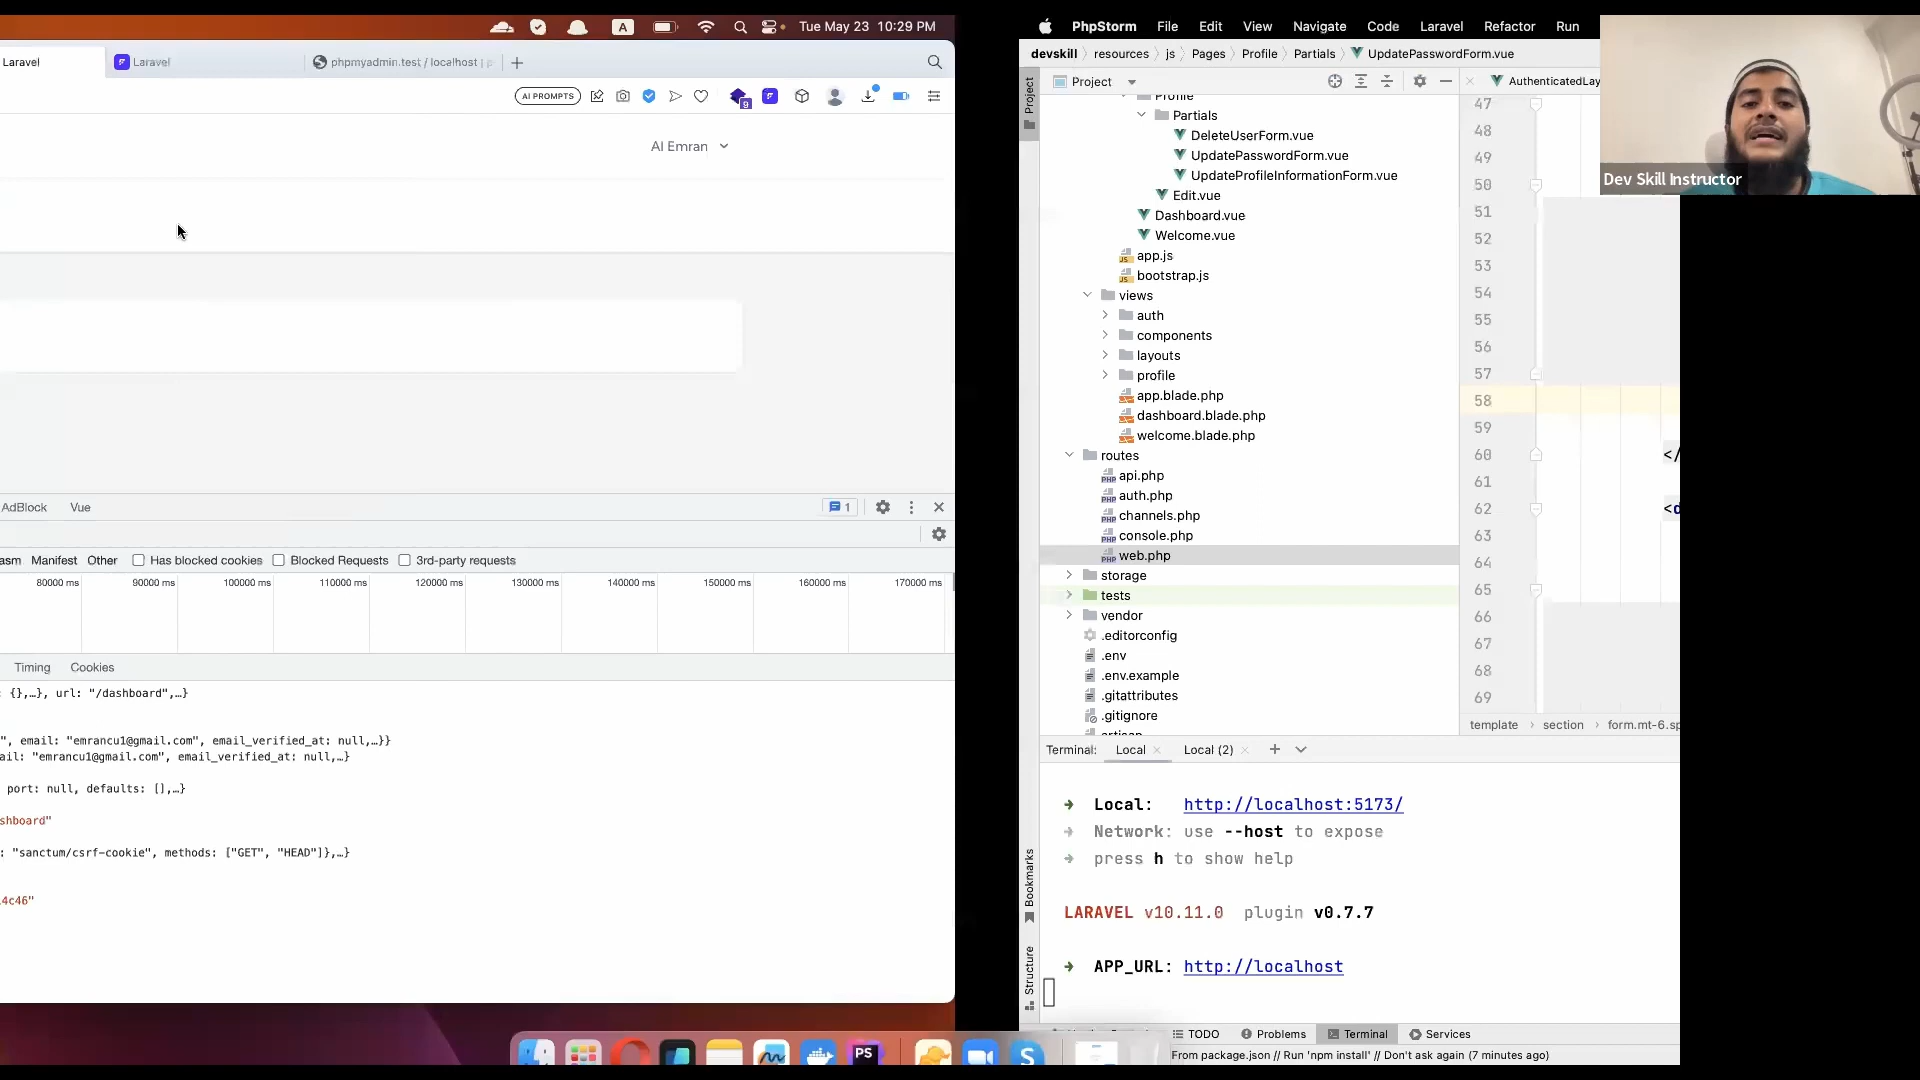 Tue May 23 10:29 PM
Laravel
Laravel
phpmyadmin.test / localhost |
AI PROMPTS
9
Al Emran
AdBlock
Vue
1
Manifest
Other
Has blocked cookies
Blocked Requests
3rd-party requests
80000 ms
90000 ms
100000 ms
110000 ms
120000 ms
130000 ms
140000 ms
150000 ms
160000 ms
170000 ms
Timing
Cookies
: {},…}, url: "/dashboard",…}
", email: "emrancu1@gmail.com", email_verified_at: null,…}}
ail: "emrancu1@gmail.com", email_verified_at: null,…}
port: null, defaults: [],…}
shboard"
: "sanctum/csrf-cookie", methods: ["GET", "HEAD"]},…}
4c46"
PS
PhpStorm File Edit View Navigate Code Laravel Refactor Run
devskill › resources › js › Pages › Profile › Partials › UpdatePasswordForm.vue
Project
Project
AuthenticatedLay
Profile
Partials
DeleteUserForm.vue
UpdatePasswordForm.vue
UpdateProfileInformationForm.vue
Edit.vue
Dashboard.vue
Welcome.vue
app.js
bootstrap.js
views
auth
components
layouts
profile
app.blade.php
dashboard.blade.php
welcome.blade.php
routes
api.php
auth.php
channels.php
console.php
web.php
storage
tests
vendor
.editorconfig
.env
.env.example
.gitattributes
.gitignore
47
48
49
50
51
52
53
54
55
56
57
58
59
60 </
61
62 <d
63
64
65
66
67
68
69
template › section › form.mt-6.sp
Dev Skill Instructor
Terminal: Local Local (2)
➜ Local: http://localhost:5173/
➜ Network: use --host to expose
➜ press h to show help
LARAVEL v10.11.0 plugin v0.7.7
➜ APP_URL: http://localhost
Bookmarks
Structure
TODO
Problems
Terminal
Services
From package.json // Run 'npm install' // Don't ask again (7 minutes ago)